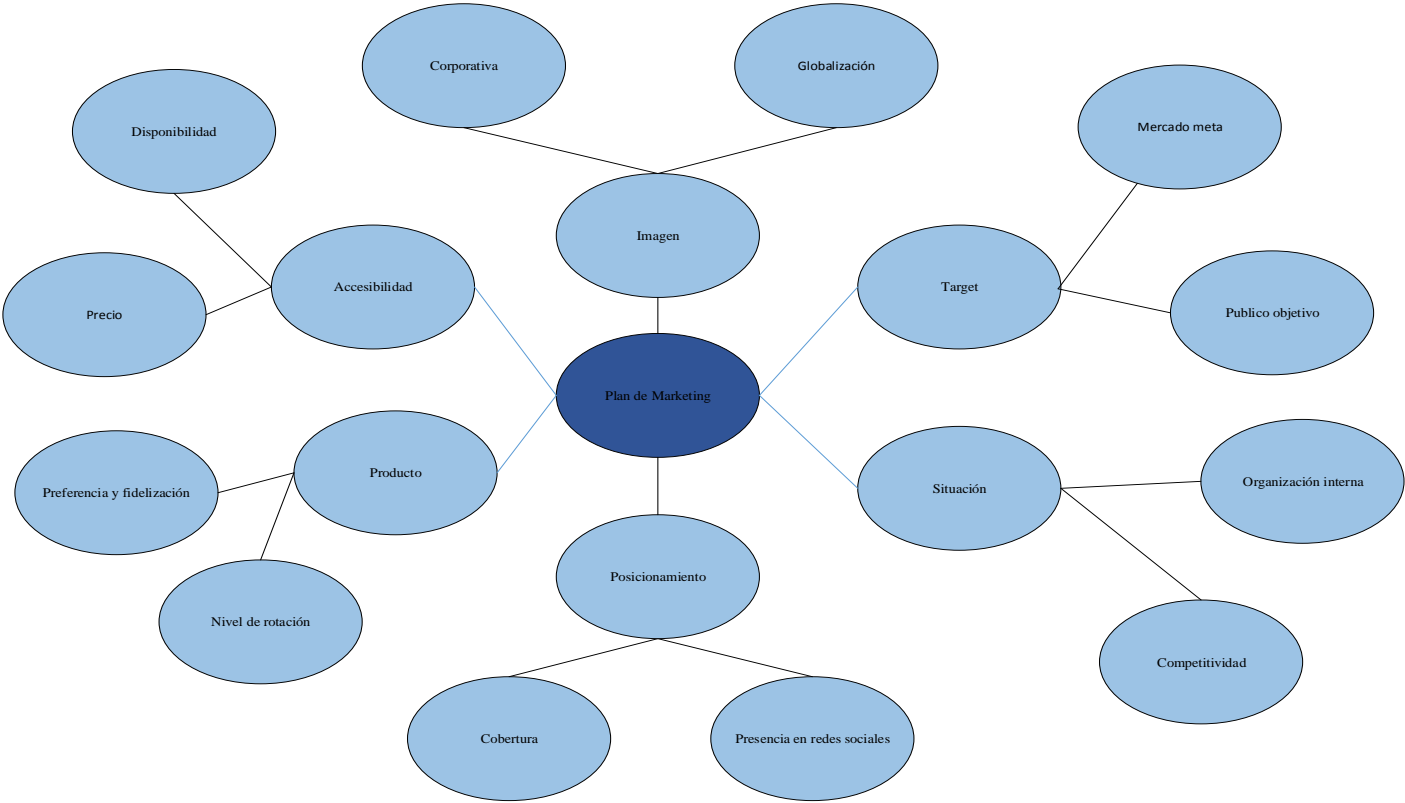 Corporativa
Globalización
Disponibilidad
Mercado meta
Imagen
Accesibilidad
Target
Precio
Publico objetivo
Plan de Marketing
Producto
Situación
Organización interna
Preferencia y fidelización
Posicionamiento
Nivel de rotación
Competitividad
Cobertura
Presencia en redes sociales